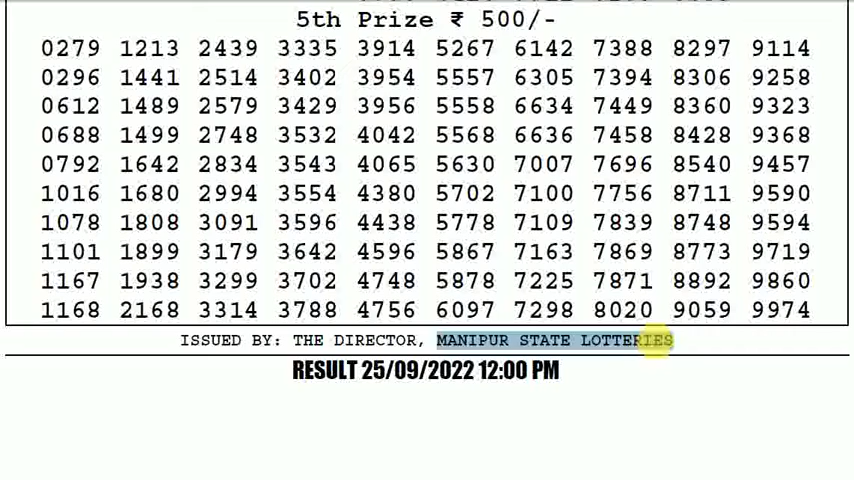 5th Prize ₹ 500/-
0279 1213 2439 3335 3914 5267 6142 7388 8297 9114
0296 1441 2514 3402 3954 5557 6305 7394 8306 9258
0612 1489 2579 3429 3956 5558 6634 7449 8360 9323
0688 1499 2748 3532 4042 5568 6636 7458 8428 9368
0792 1642 2834 3543 4065 5630 7007 7696 8540 9457
1016 1680 2994 3554 4380 5702 7100 7756 8711 9590
1078 1808 3091 3596 4438 5778 7109 7839 8748 9594
1101 1899 3179 3642 4596 5867 7163 7869 8773 9719
1167 1938 3299 3702 4748 5878 7225 7871 8892 9860
1168 2168 3314 3788 4756 6097 7298 8020 9059 9974
ISSUED BY: THE DIRECTOR, MANIPUR STATE LOTTERIES
RESULT 25/09/2022 12:00 PM